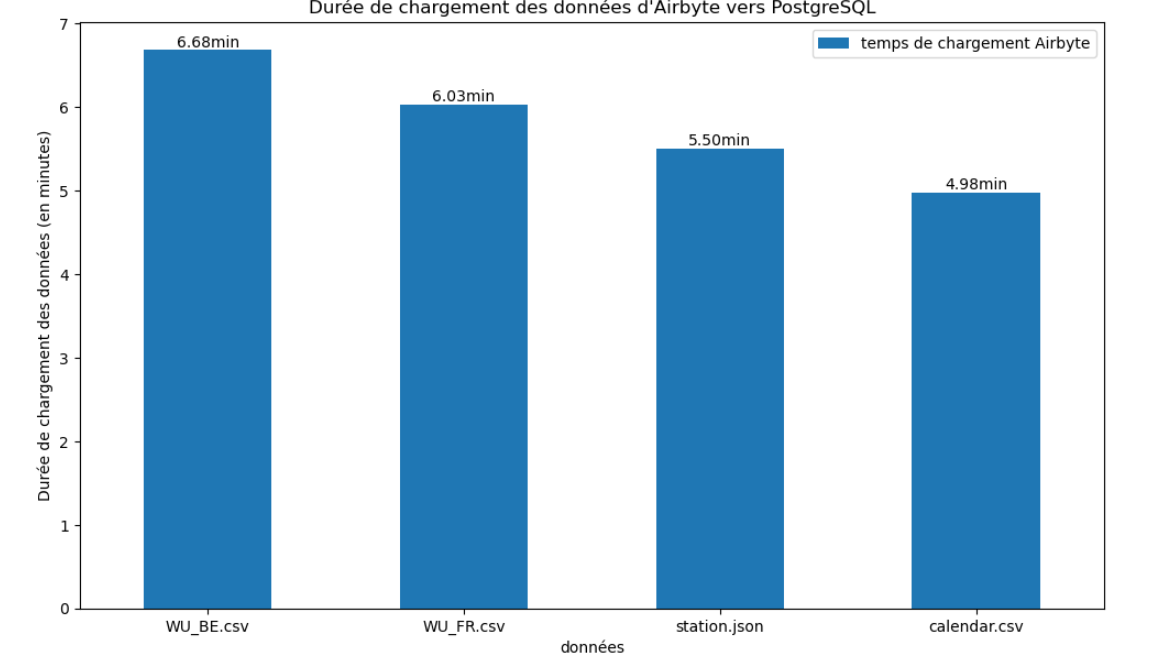 Durée de chargement des données d'Airbyte vers PostgreSQL
temps de chargement Airbyte
Durée de chargement des données (en minutes)
7
6
5
4
3
2
1
0
6.68min
6.03min
5.50min
4.98min
WU_BE.csv
WU_FR.csv
station.json
calendar.csv
données